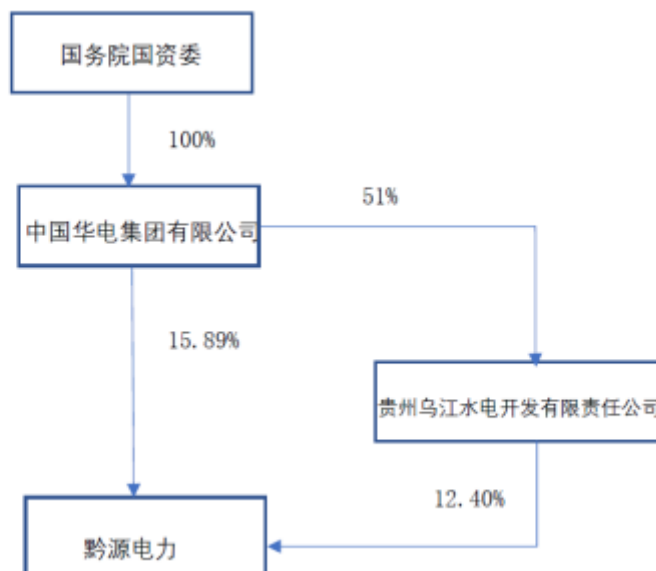 国务院国资委
100%
51%
中国华电集团有限公司
15.89%
贵州乌江水电开发有限责任公司
12.40%
黔源电力